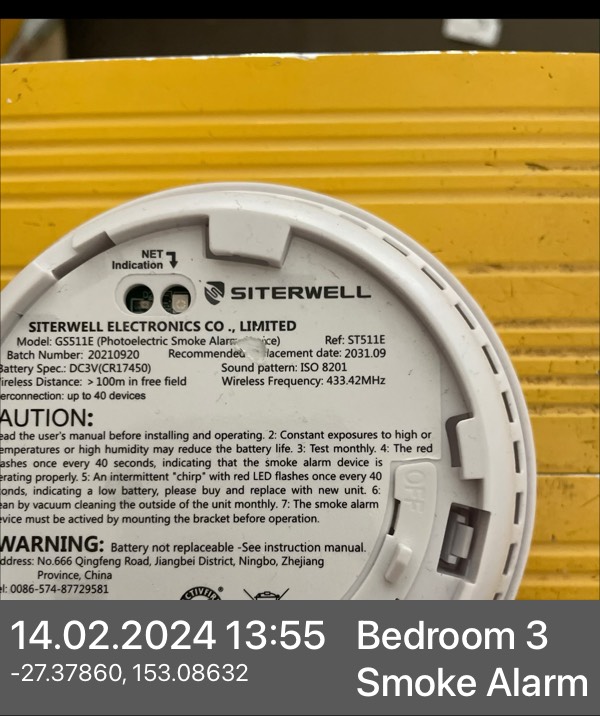 NET
Indication
SITERWELL
SITERWELL ELECTRONICS CO ., LIMITED
Model: GS511E (Photoelectric Smoke Alarm
Ref: ST511E
Batch Number: 20210920
Recommended
lacement date: 2031.09
Battery Spec.: DC3V(CR17450)
Sound pattern: ISO 8201
ireless Distance: > 100m in free field
Wireless Frequency: 433.42MHz
erconnection: up to 40 devices
AUTION:
ead the user's manual before installing and operating. 2: Constant exposures to high or
emperatures or high humidity may reduce the battery life. 3: Test monthly. 4: The red
ashes once every 40 seconds, indicating that the smoke alarm device is
erating properly. 5: An intermittent "chirp" with red LED flashes once every 40
onds, indicating a low battery, please buy and replace with new unit. 6:
ean by vacuum cleaning the outside of the unit monthly. 7: The smoke alarm
evice must be actived by mounting the bracket before operation.
WARNING: Battery not replaceable -See instruction manual.
ddress: No.666 Qingfeng Road, Jiangbei District, Ningbo, Zhejiang
Province, China
el: 0086-574-87729581
OFF
14.02.2024 13:55
-27.37860, 153.08632
Bedroom 3
Smoke Alarm